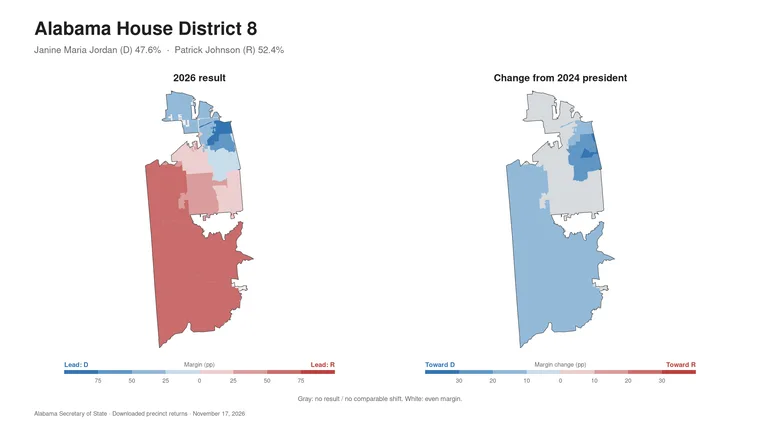 Alabama House District 8
Janine Maria Jordan (D) 47.6% · Patrick Johnson (R) 52.4%
2026 result
Change from 2024 president
Lead: D Margin (pp) Lead: R
75 50 25 0 25 50 75
Toward D Margin change (pp) Toward R
30 20 10 0 10 20 30
Gray: no result / no comparable shift. White: even margin.
Alabama Secretary of State · Downloaded precinct returns · November 17, 2026